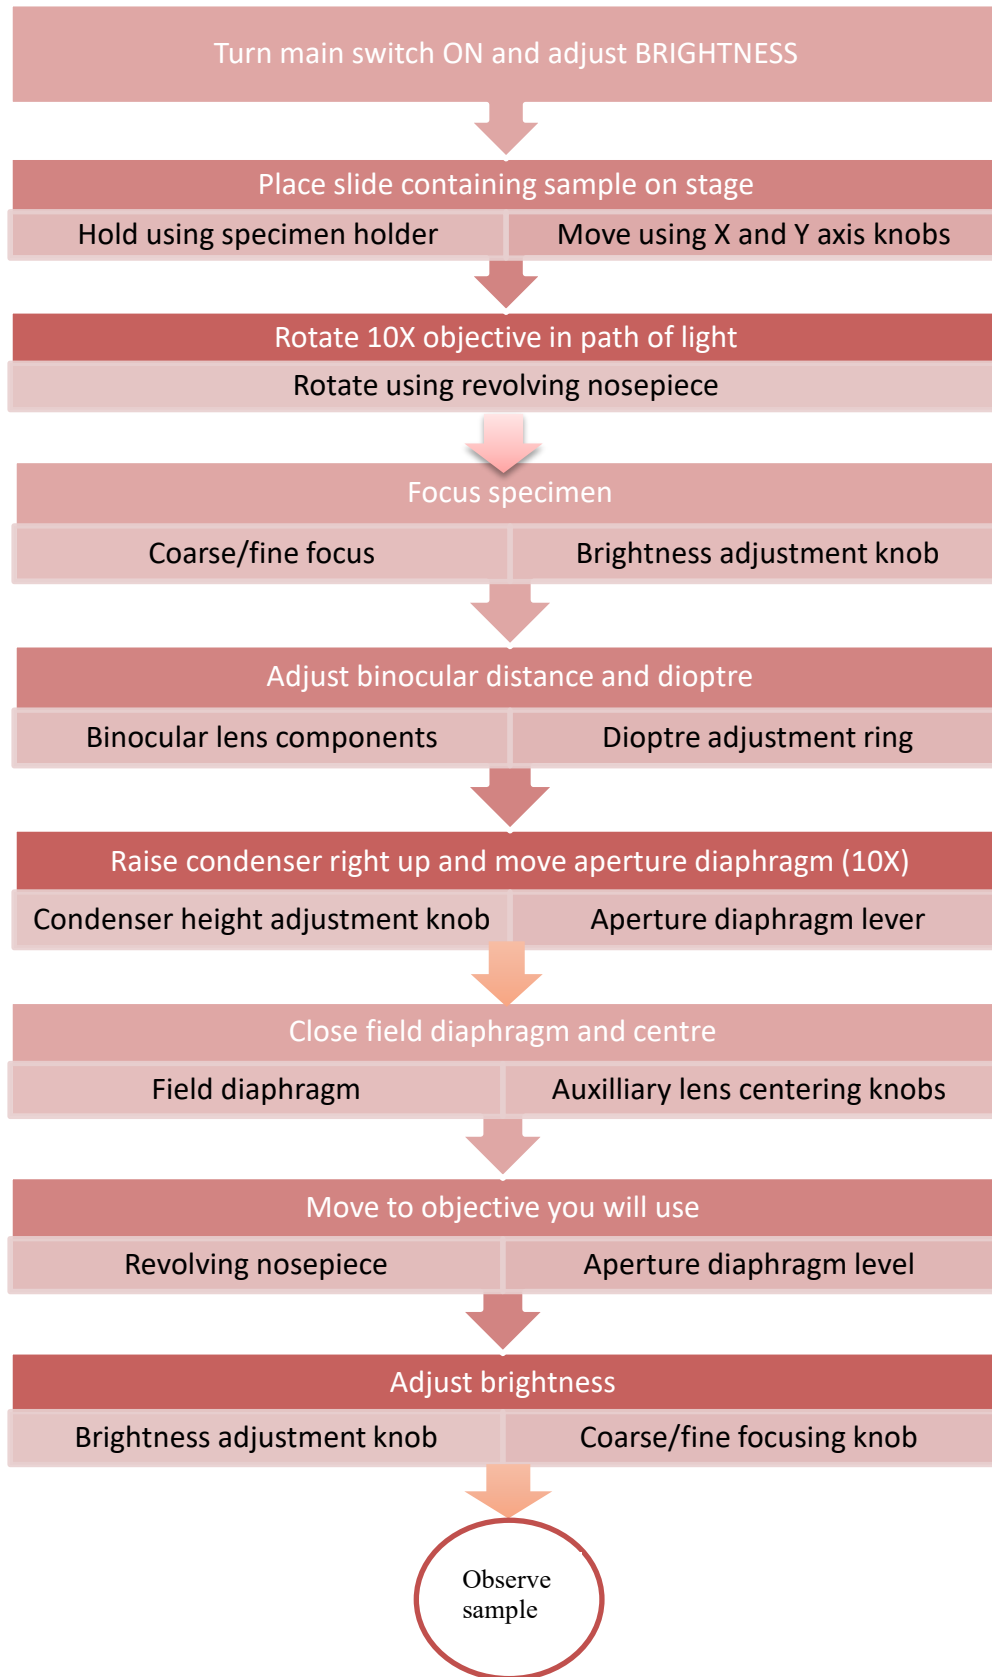 Turn main switch ON and adjust BRIGHTNESS
Place slide containing sample on stage
Hold using specimen holder
Move using X and Y axis knobs
Rotate 10X objective in path of light
Rotate using revolving nosepiece
Focus specimen
Coarse/fine focus
Brightness adjustment knob
Adjust binocular distance and dioptre
Binocular lens components
Dioptre adjustment ring
Raise condenser right up and move aperture diaphragm (10X)
Condenser height adjustment knob
Aperture diaphragm lever
Close field diaphragm and centre
Field diaphragm
Auxilliary lens centering knobs
Move to objective you will use
Revolving nosepiece
Aperture diaphragm level
Adjust brightness
Brightness adjustment knob
Coarse/fine focusing knob
Observe
sample